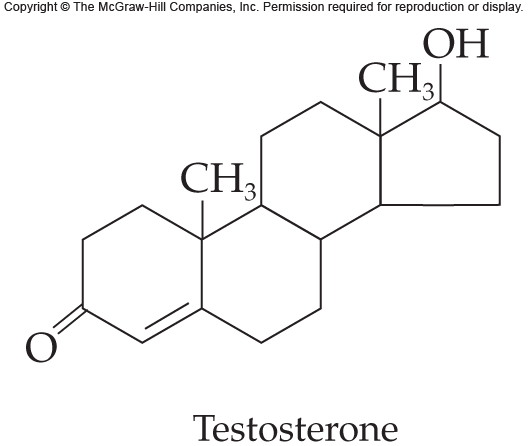 Copyright © The McGraw-Hill Companies, Inc. Permission required for reproduction or display.
OH
CH₃
CH₃
O
Testosterone